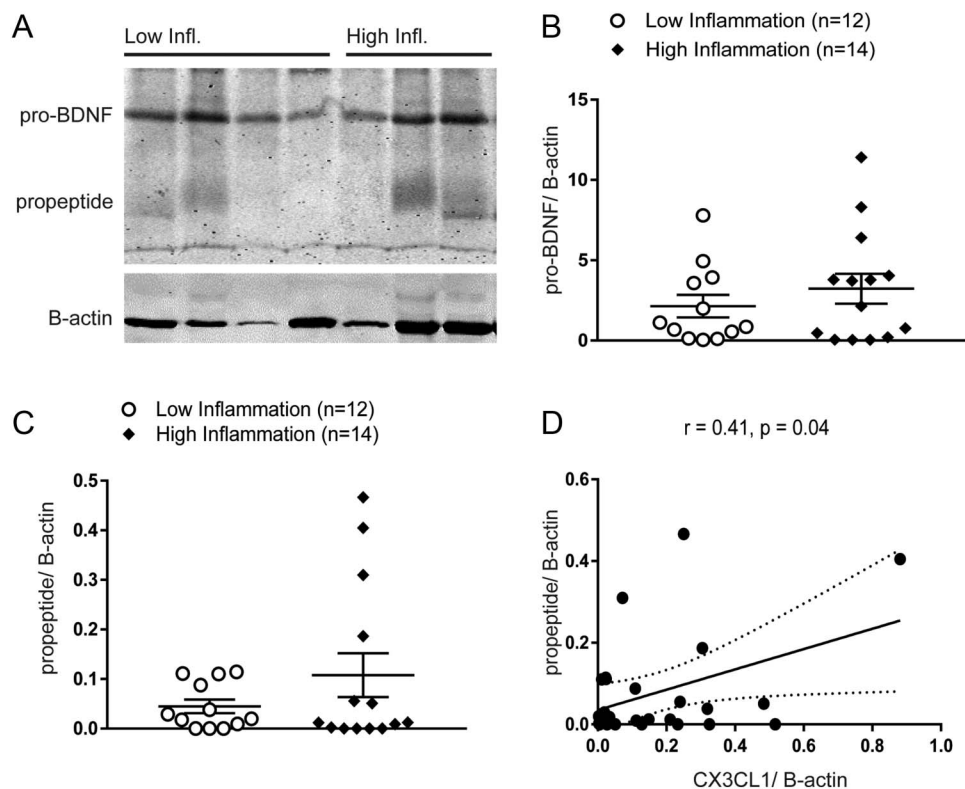 A
Low Infl.
High Infl.
pro-BDNF
propeptide
B-actin
B
Low Inflammation (n=12)
High Inflammation (n=14)
15
10
5
0
pro-BDNF/ B-actin
C
Low Inflammation (n=12)
High Inflammation (n=14)
0.5
0.4
0.3
0.2
0.1
0.0
propeptide/ B-actin
D
r = 0.41, p = 0.04
0.6
0.4
0.2
0.0
propeptide/ B-actin
0.0 0.2 0.4 0.6 0.8 1.0
CX3CL1/ B-actin